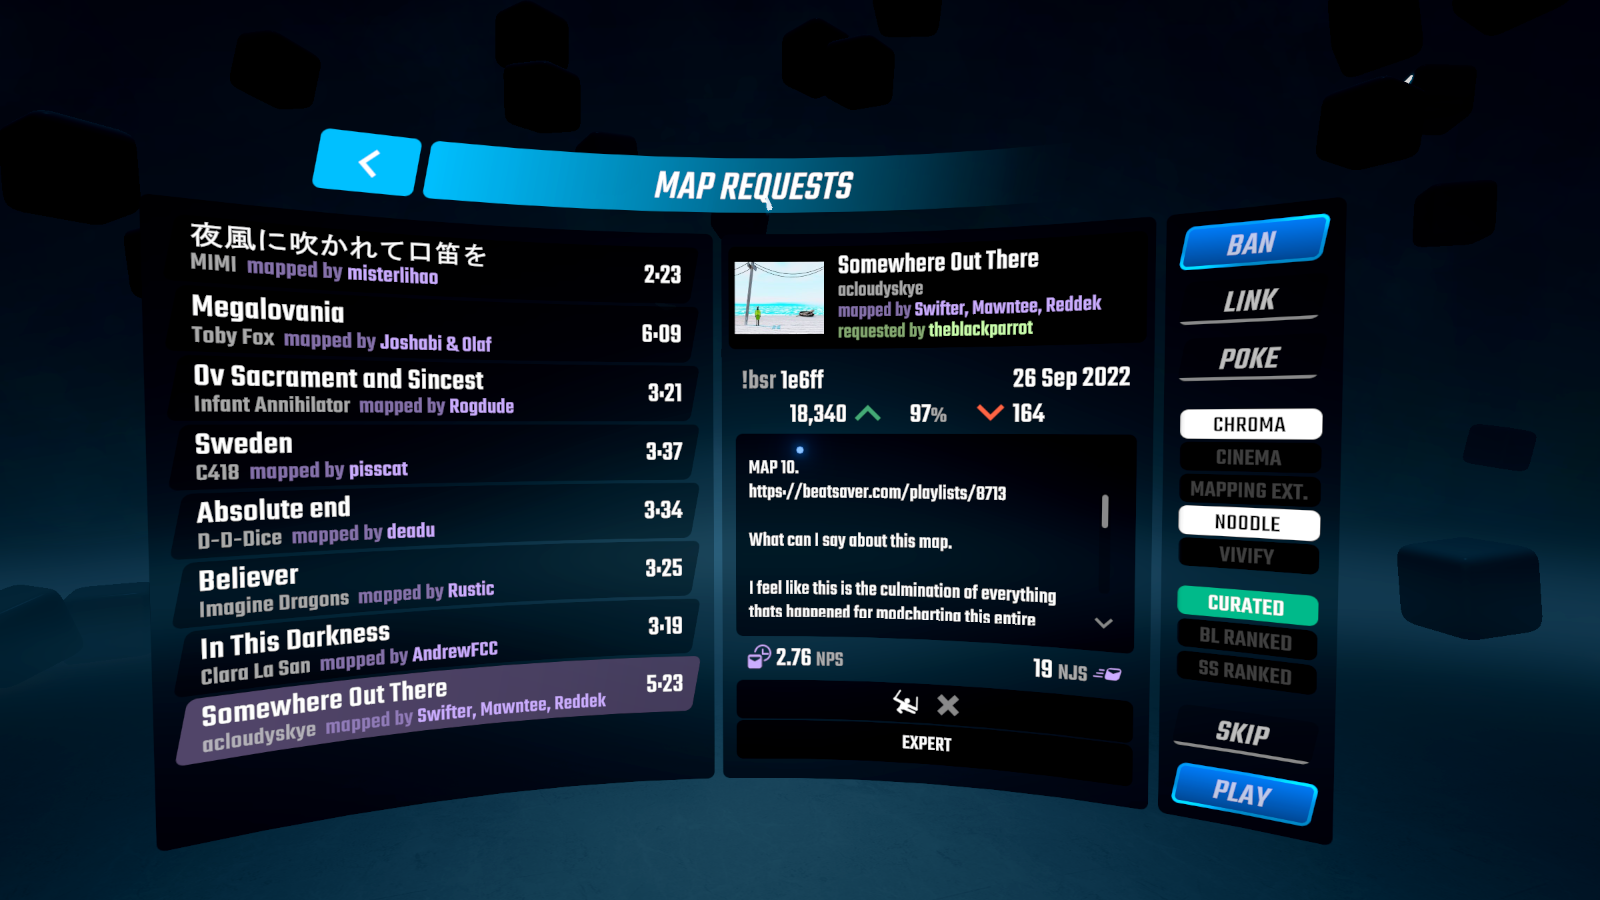 MAP REQUESTS
夜風に吹かれて口笛を
MIMI mapped by misterlihao
2:23
Megalovania
Toby Fox mapped by Joshabi & Olaf
6:09
Ov Sacrament and Sincest
Infant Annihilator mapped by Rogdude
3:21
Sweden
C418 mapped by pisscat
3:37
Absolute end
D-D-Dice mapped by deadu
3:34
Believer
Imagine Dragons mapped by Rustic
3:25
In This Darkness
Clara La San mapped by AndrewFCC
3:19
Somewhere Out There
acloudyskye mapped by Swifter, Mawntee, Reddek
5:23
Somewhere Out There
acloudyskye
mapped by Swifter, Mawntee, Reddek
requested by theblackparrot
!bsr 1e6ff
26 Sep 2022
18,340 97% 164
MAP 10.
https://beatsaver.com/playlists/8713
What can I say about this map.
I feel like this is the culmination of everything
thats happened for modcharting this entire
2.76 NPS
19 NJS
EXPERT
BAN
LINK
POKE
CHROMA
CINEMA
MAPPING EXT.
NOODLE
VIVIFY
CURATED
BL RANKED
SS RANKED
SKIP
PLAY